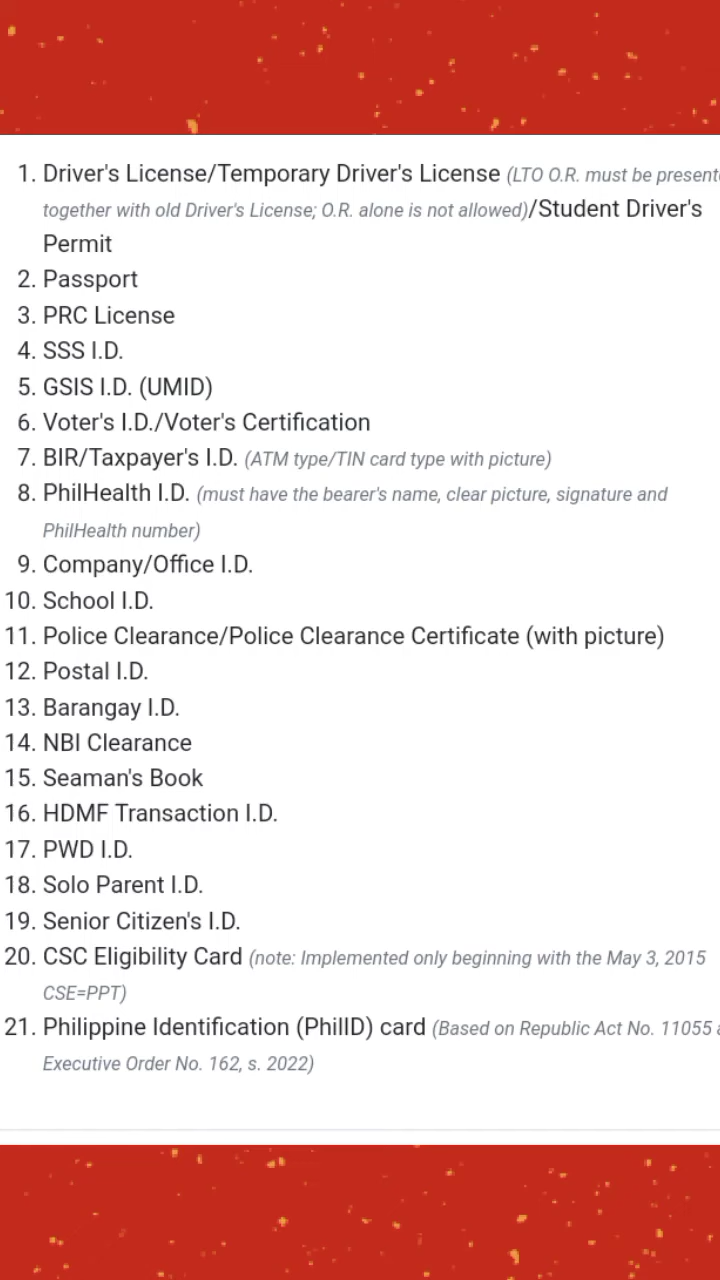 1. Driver's License/Temporary Driver's License (LTO O.R. must be
together with old Driver's License; O.R. alone is not allowed)/Student Driver's
Permit
2. Passport
3. PRC License
4. SSS I.D.
5. GSIS I.D. (UMID)
6. Voter's I.D./Voter's Certification
7. BIR/Taxpayer's I.D. (ATM type/TIN card type with picture)
8. PhilHealth I.D. (must have the bearer's name, clear picture, signature and
PhilHealth number)
9. Company/Office I.D.
10. School I.D.
11. Police Clearance/Police Clearance Certificate (with picture)
12. Postal I.D.
13. Barangay I.D.
14. NBI Clearance
15. Seaman's Book
16. HDMF Transaction I.D.
17. PWD I.D.
18. Solo Parent I.D.
19. Senior Citizen's I.D.
20. CSC Eligibility Card (note: Implemented only beginning with the May 3, 2015
CSE=PPT)
21. Philippine Identification (PhilID) card (Based on Republic Act No. 11055
Executive Order No. 162, s. 2022)